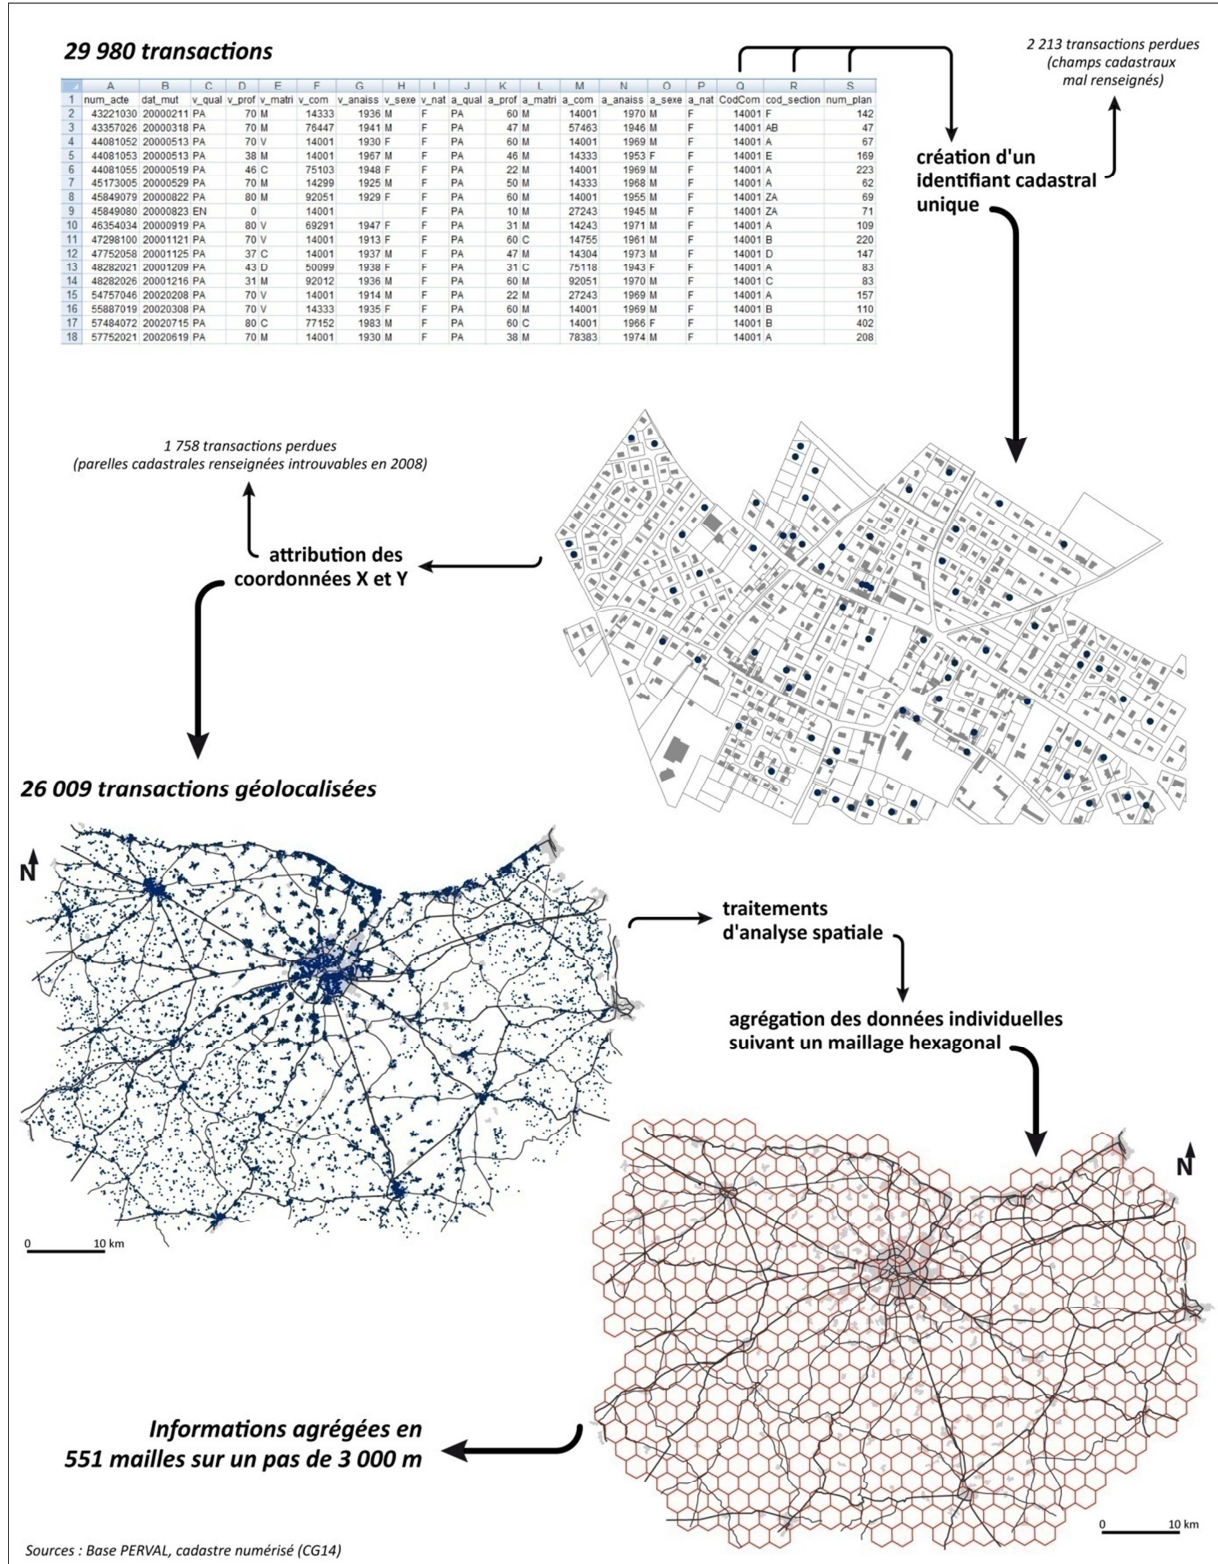 29 980 transactions
2 213 transactions perdues
(champs cadastraux
mal renseignés)
A B C D E F G H I J K L M N O P Q R S
1 num_acte dat_mut v_qual v_prof v_matri v_com v_anaiss v_sexe v_nat a_qual a_prof a_matri a_com a_anaiss a_sexe a_nat CodCom cod_section num_plan
2 43221030 20000211 PA 70 M 14333 1936 M F PA 60 M 14001 1970 M F 14001 F 142
3 43357026 20000318 PA 70 M 76447 1941 M F PA 47 M 57463 1946 M F 14001 AB 47
4 44081052 20000513 PA 70 V 14001 1930 F F PA 60 M 14001 1969 M F 14001 A 67
5 44081053 20000513 PA 38 M 14001 1967 M F PA 46 M 14333 1953 F F 14001 E 169
6 44081055 20000519 PA 46 C 75103 1948 F F PA 22 M 14001 1969 M F 14001 A 223
7 45173005 20000529 PA 70 M 14299 1925 M F PA 50 M 14333 1968 M F 14001 A 62
8 45849079 20000822 PA 80 M 92051 1929 F F PA 60 M 14001 1955 M F 14001 ZA 69
9 45849080 20000823 EN 0 14001 F PA 10 M 27243 1945 M F 14001 ZA 71
10 46354034 20000919 PA 80 V 69291 1947 F F PA 31 M 14243 1971 M F 14001 A 109
11 47298100 20001121 PA 70 V 14001 1913 F F PA 60 C 14755 1961 M F 14001 B 220
12 47752058 20001125 PA 37 C 14001 1937 M F PA 47 M 14304 1973 M F 14001 D 147
13 48282021 20001209 PA 43 D 50099 1938 F F PA 31 C 75118 1943 F F 14001 A 83
14 48282026 20001216 PA 31 M 92012 1936 M F PA 60 M 92051 1970 M F 14001 C 83
15 54757046 20020208 PA 70 V 14001 1914 M F PA 22 M 27243 1969 M F 14001 A 157
16 55887019 20020308 PA 70 V 14333 1935 F F PA 60 M 14001 1969 M F 14001 B 110
17 57484072 20020715 PA 80 C 77152 1983 M F PA 60 C 14001 1966 F F 14001 B 402
18 57752021 20020619 PA 70 M 14001 1930 M F PA 38 M 78383 1974 M F 14001 A 208
création d'un
identifiant cadastral
unique
1 758 transactions perdues
(parelles cadastrales renseignées introuvables en 2008)
attribution des
coordonnées X et Y
26 009 transactions géolocalisées
N
traitements
d'analyse spatiale
agrégation des données individuelles
suivant un maillage hexagonal
0 10 km
N
Informations agrégées en
551 mailles sur un pas de 3 000 m
0 10 km
Sources : Base PERVAL, cadastre numérisé (CG14)